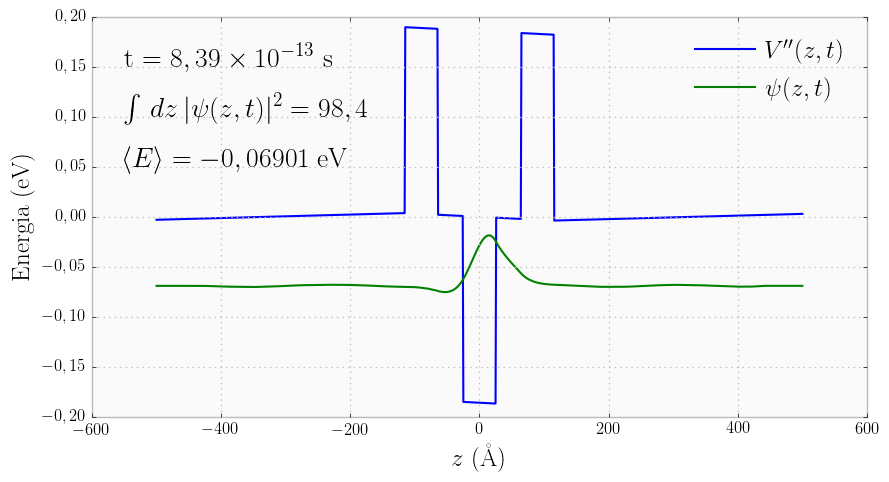 0,20
0,15
0,10
0,05
0,00
−0,05
−0,10
−0,15
−0,20
Energia (eV)
t = 8,39 × 10⁻¹³ s
∫ dz |ψ(z,t)|² = 98,4
⟨E⟩ = −0,06901 eV
V″(z,t)
ψ(z,t)
−600 −400 −200 0 200 400 600
z (Å)